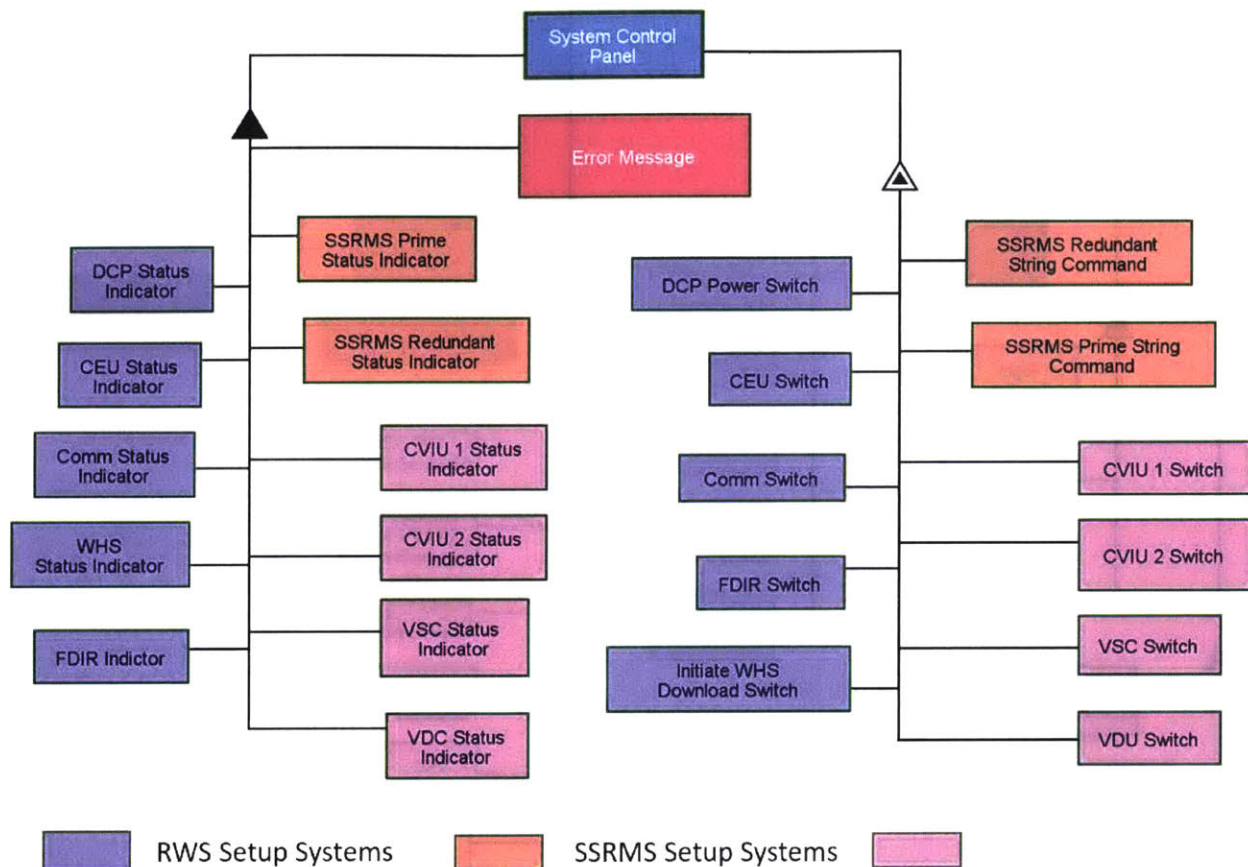 System Control
Panel
Error Message
SSRMS Prime
Status Indicator
DCP Status
Indicator
SSRMS Redundant
Status Indicator
CEU Status
Indicator
Comm Status
Indicator
CVIU 1 Status
Indicator
WHS
Status Indicator
CVIU 2 Status
Indicator
FDIR Indictor
VSC Status
Indicator
VDC Status
Indicator
SSRMS Redundant
String Command
DCP Power Switch
SSRMS Prime String
Command
CEU Switch
Comm Switch
CVIU 1 Switch
CVIU 2 Switch
FDIR Switch
VSC Switch
Initiate WHS
Download Switch
VDU Switch
RWS Setup Systems
SSRMS Setup Systems